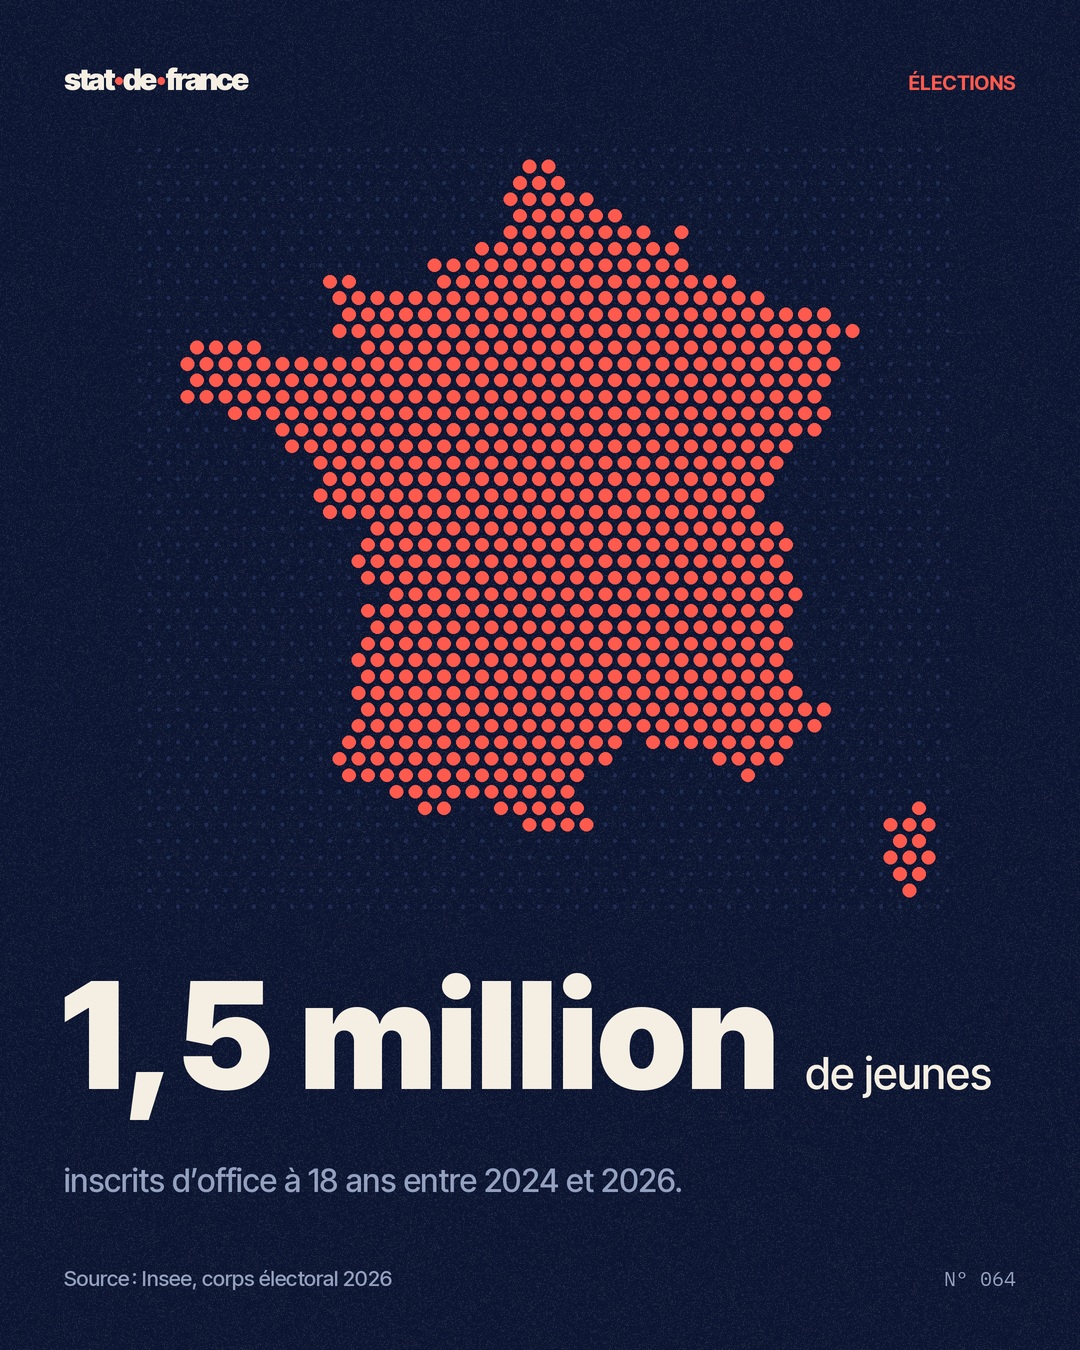 stat·de·france
ÉLECTIONS
1,5 million de jeunes
inscrits d’office à 18 ans entre 2024 et 2026.
Source : Insee, corps électoral 2026
N° 064